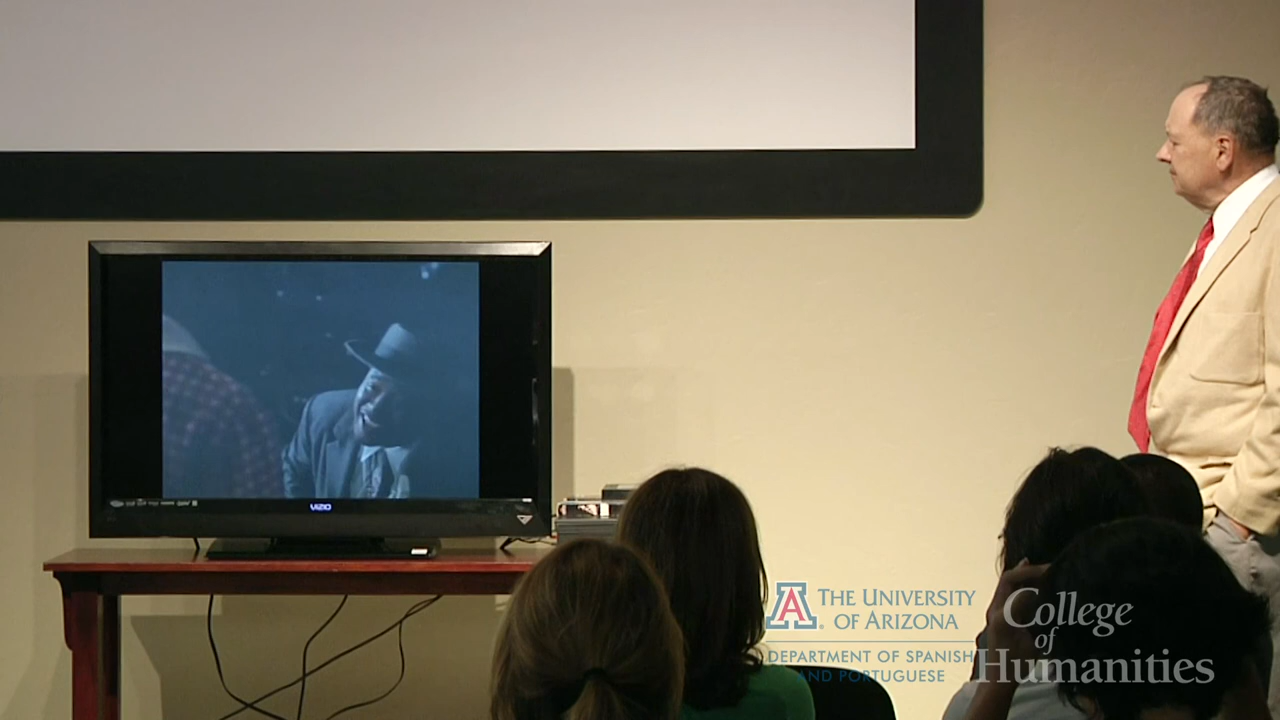 VIZIO
A
THE UNIVERSITY
OF ARIZONA
DEPARTMENT OF SPANISH
AND PORTUGUESE
College
of
Humanities